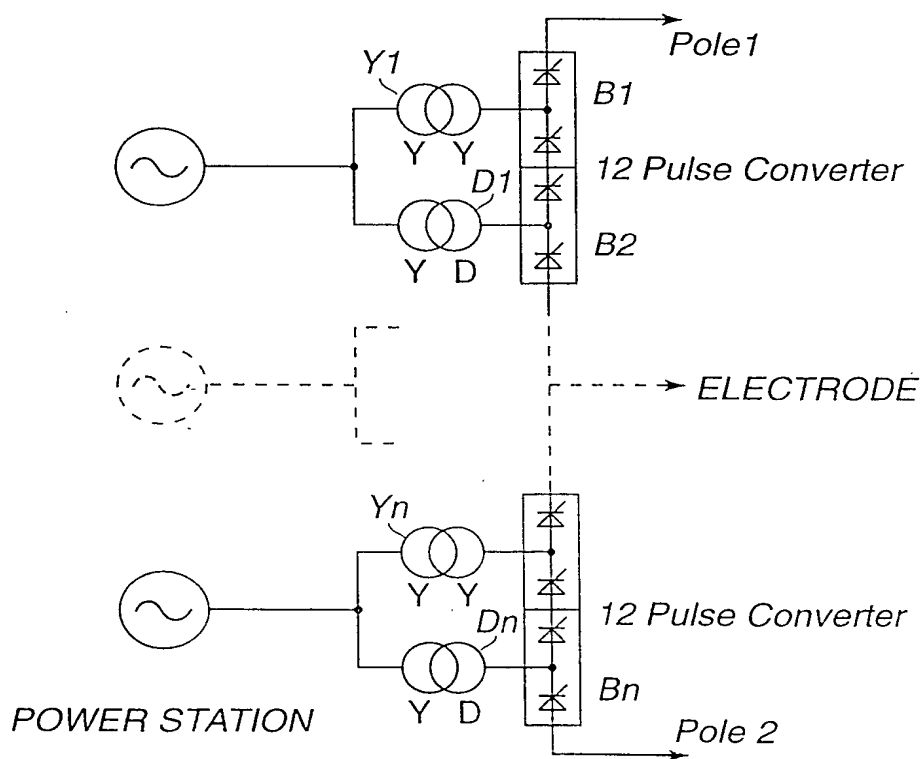 Pole1
Y1
B1
Y Y
12 Pulse Converter
D1
B2
Y D
ELECTRODE
Yn
Y Y
12 Pulse Converter
Dn
Bn
Y D
POWER STATION
Pole 2